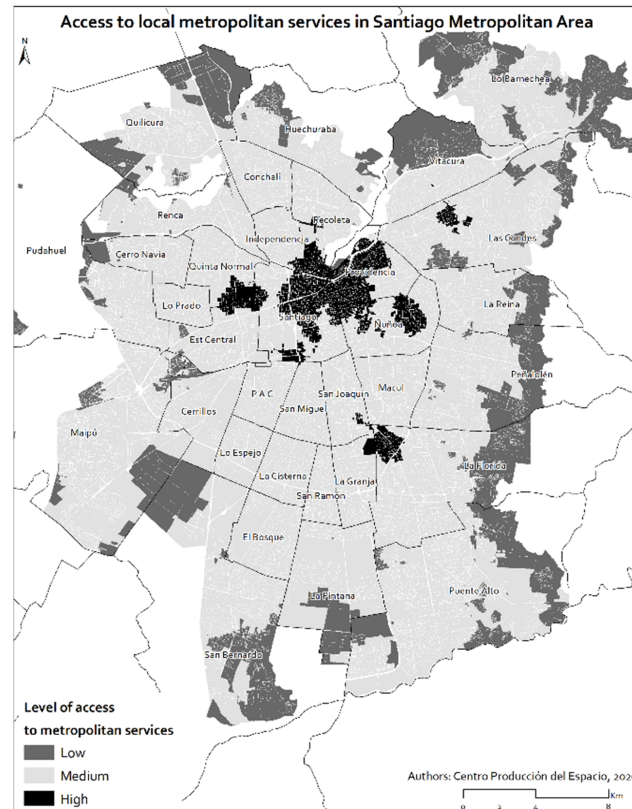 Access to local metropolitan services in Santiago Metropolitan Area
N
Lo Barnechea
Quilicura
Huechuraba
Vitacura
Conchalí
Renca
Recoleta
Independencia
Las Condes
Pudahuel
Cerro Navia
Quinta Normal
Providencia
Lo Prado
La Reina
Santiago
Ñuñoa
Est Central
Peñalolén
P A C
San Joaquin
Macul
Cerrillos
San Miguel
Maipú
Lo Espejo
La Florida
La Cisterna
La Granja
San Ramón
El Bosque
La Pintana
Puente Alto
San Bernardo
Level of access
to metropolitan services
Low
Medium
High
Authors: Centro Producción del Espacio, 202
0 2 4 8 Km